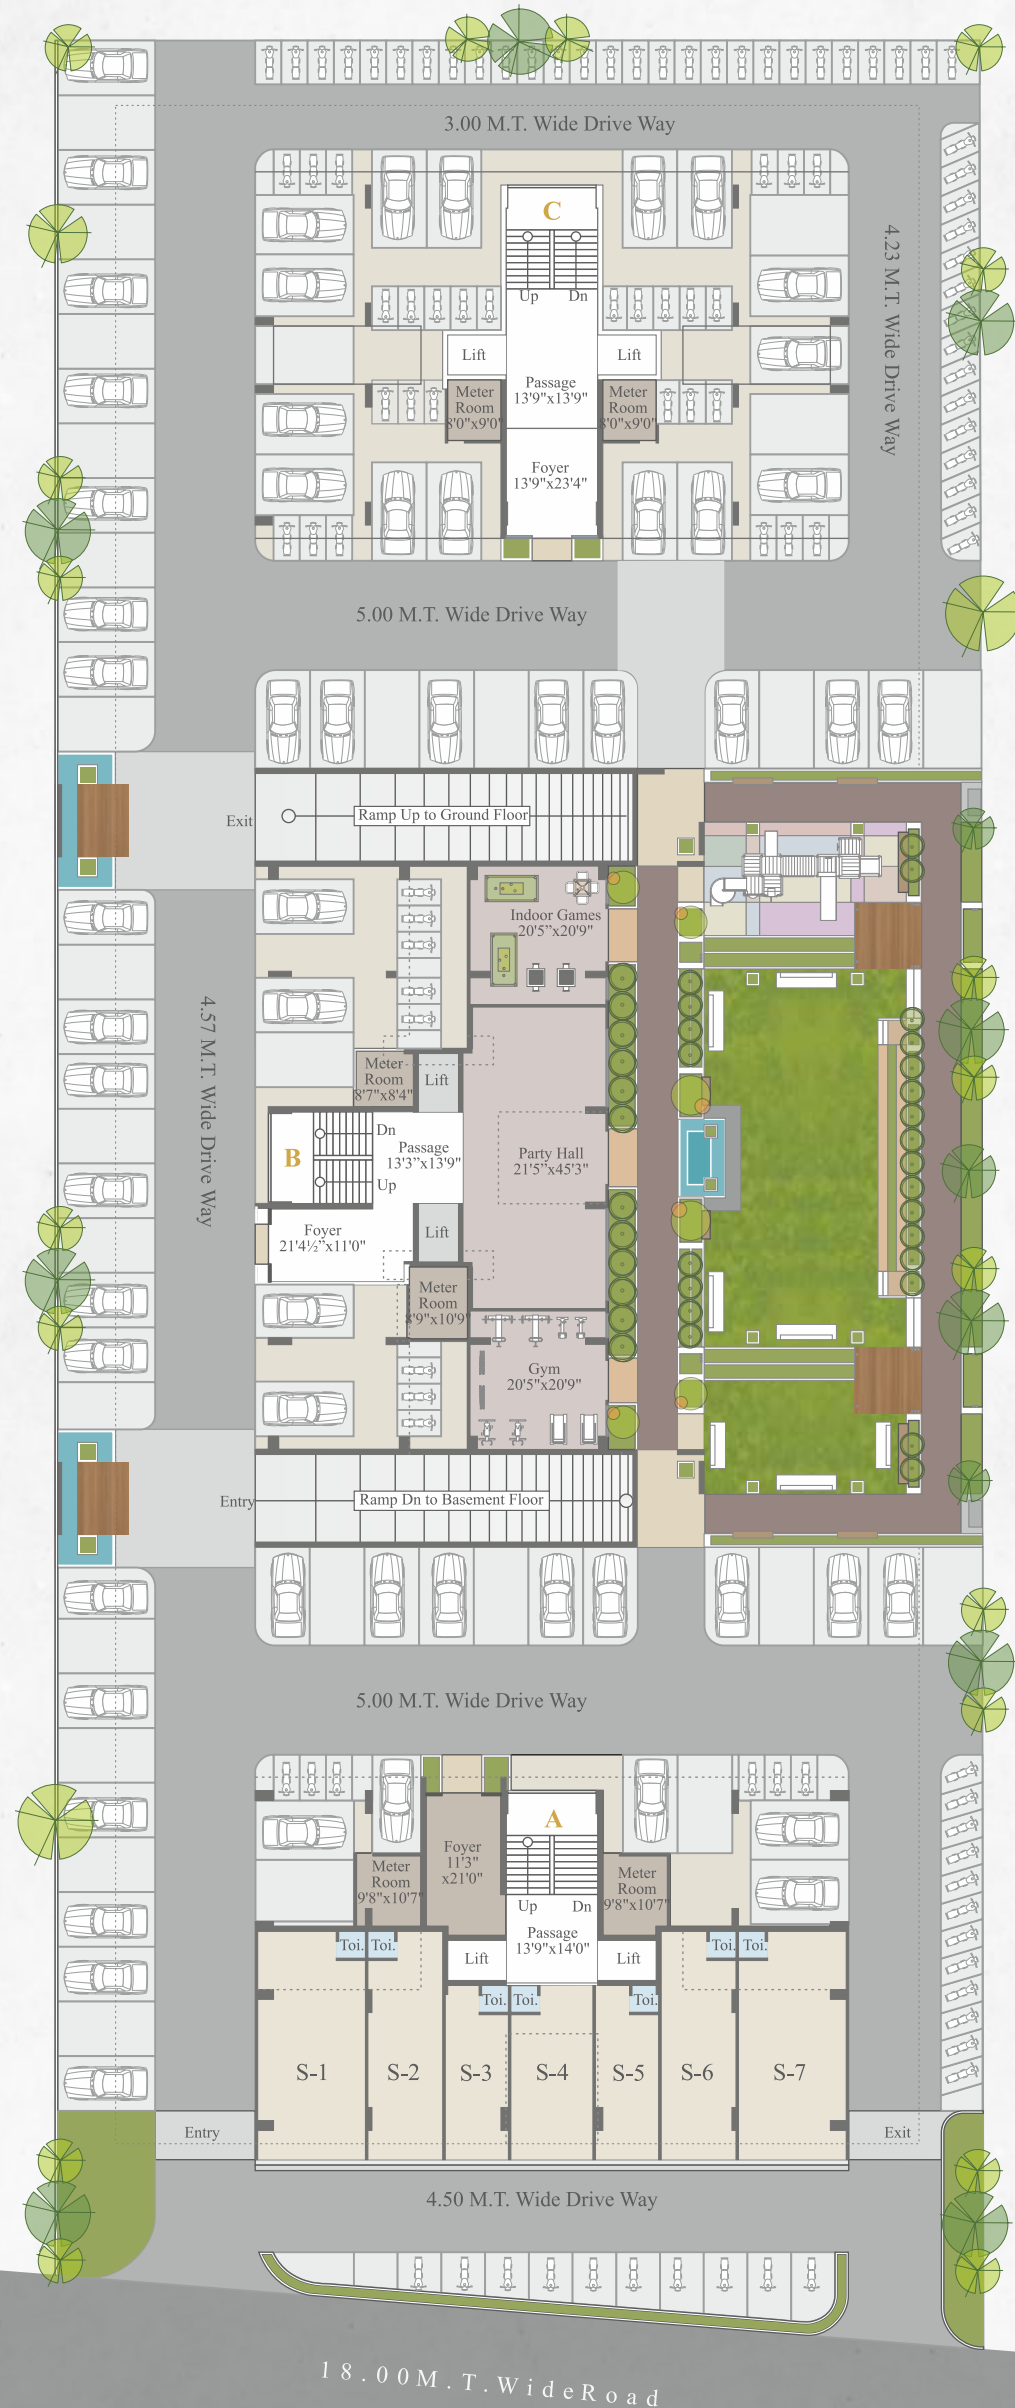 3.00 M.T. Wide Drive Way
C
Up Dn
4.23 M.T. Wide Drive Way
Lift
Lift
Passage
13'9"x13'9"
Meter
Room
8'0"x9'0"
Meter
Room
8'0"x9'0"
Foyer
13'9"x23'4"
5.00 M.T. Wide Drive Way
Exit
Ramp Up to Ground Floor
Indoor Games
20'5"x20'9"
4.57 M.T. Wide Drive Way
Meter
Room
8'7"x8'4"
Lift
Dn
B
Passage
13'3"x13'9"
Up
Party Hall
21'5"x45'3"
Foyer
21'4½"x11'0"
Lift
Meter
Room
8'9"x10'9"
Gym
20'5"x20'9"
Entry
Ramp Dn to Basement Floor
5.00 M.T. Wide Drive Way
A
Foyer
11'3"
x21'0"
Meter
Room
9'8"x10'7"
Meter
Room
9'8"x10'7"
Up Dn
Passage
13'9"x14'0"
Toi. Toi.
Toi. Toi.
Lift
Lift
Toi. Toi.
Toi.
S-1 S-2 S-3 S-4 S-5 S-6 S-7
Entry
Exit
4.50 M.T. Wide Drive Way
18.00M.T.WideRoad